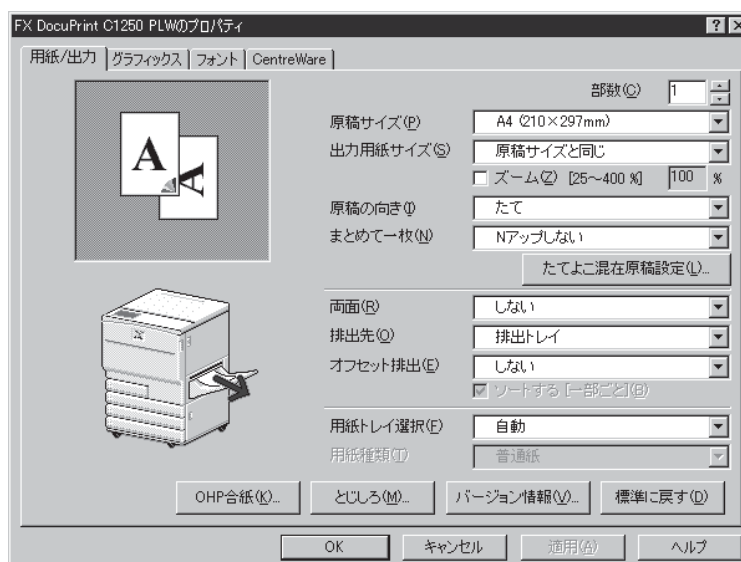 FX DocuPrint C1250 PLWのプロパティ
用紙/出力 グラフィックス フォント CentreWare
部数(C) 1
原稿サイズ(P) A4 (210×297mm)
出力用紙サイズ(S) 原稿サイズと同じ
ズーム(Z) [25～400 %] 100 %
原稿の向き(I) たて
まとめて一枚(N) Nアップしない
たてよこ混在原稿設定(L)...
両面(R) しない
排出先(O) 排出トレイ
オフセット排出(E) しない
ソートする [一部ごと](B)
用紙トレイ選択(F) 自動
用紙種類(T) 普通紙
OHP合紙(K)... とじしろ(M)... バージョン情報(V)... 標準に戻す(D)
OK キャンセル 適用(A) ヘルプ
A
A